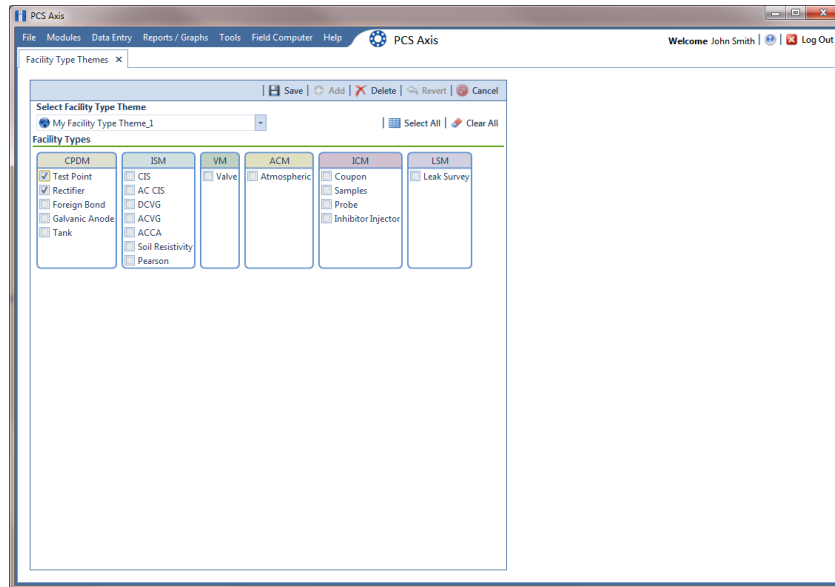 PCS Axis
File Modules Data Entry Reports / Graphs Tools Field Computer Help PCS Axis Welcome John Smith Log Out
Facility Type Themes
Save Add Delete Revert Cancel
Select Facility Type Theme
My Facility Type Theme_1 Select All Clear All
Facility Types
CPDM ISM VM ACM ICM LSM
Test Point CIS Valve Atmospheric Coupon Leak Survey
Rectifier AC CIS Samples
Foreign Bond DCVG Probe
Galvanic Anode ACVG Inhibitor Injector
Tank ACCA
Soil Resistivity
Pearson